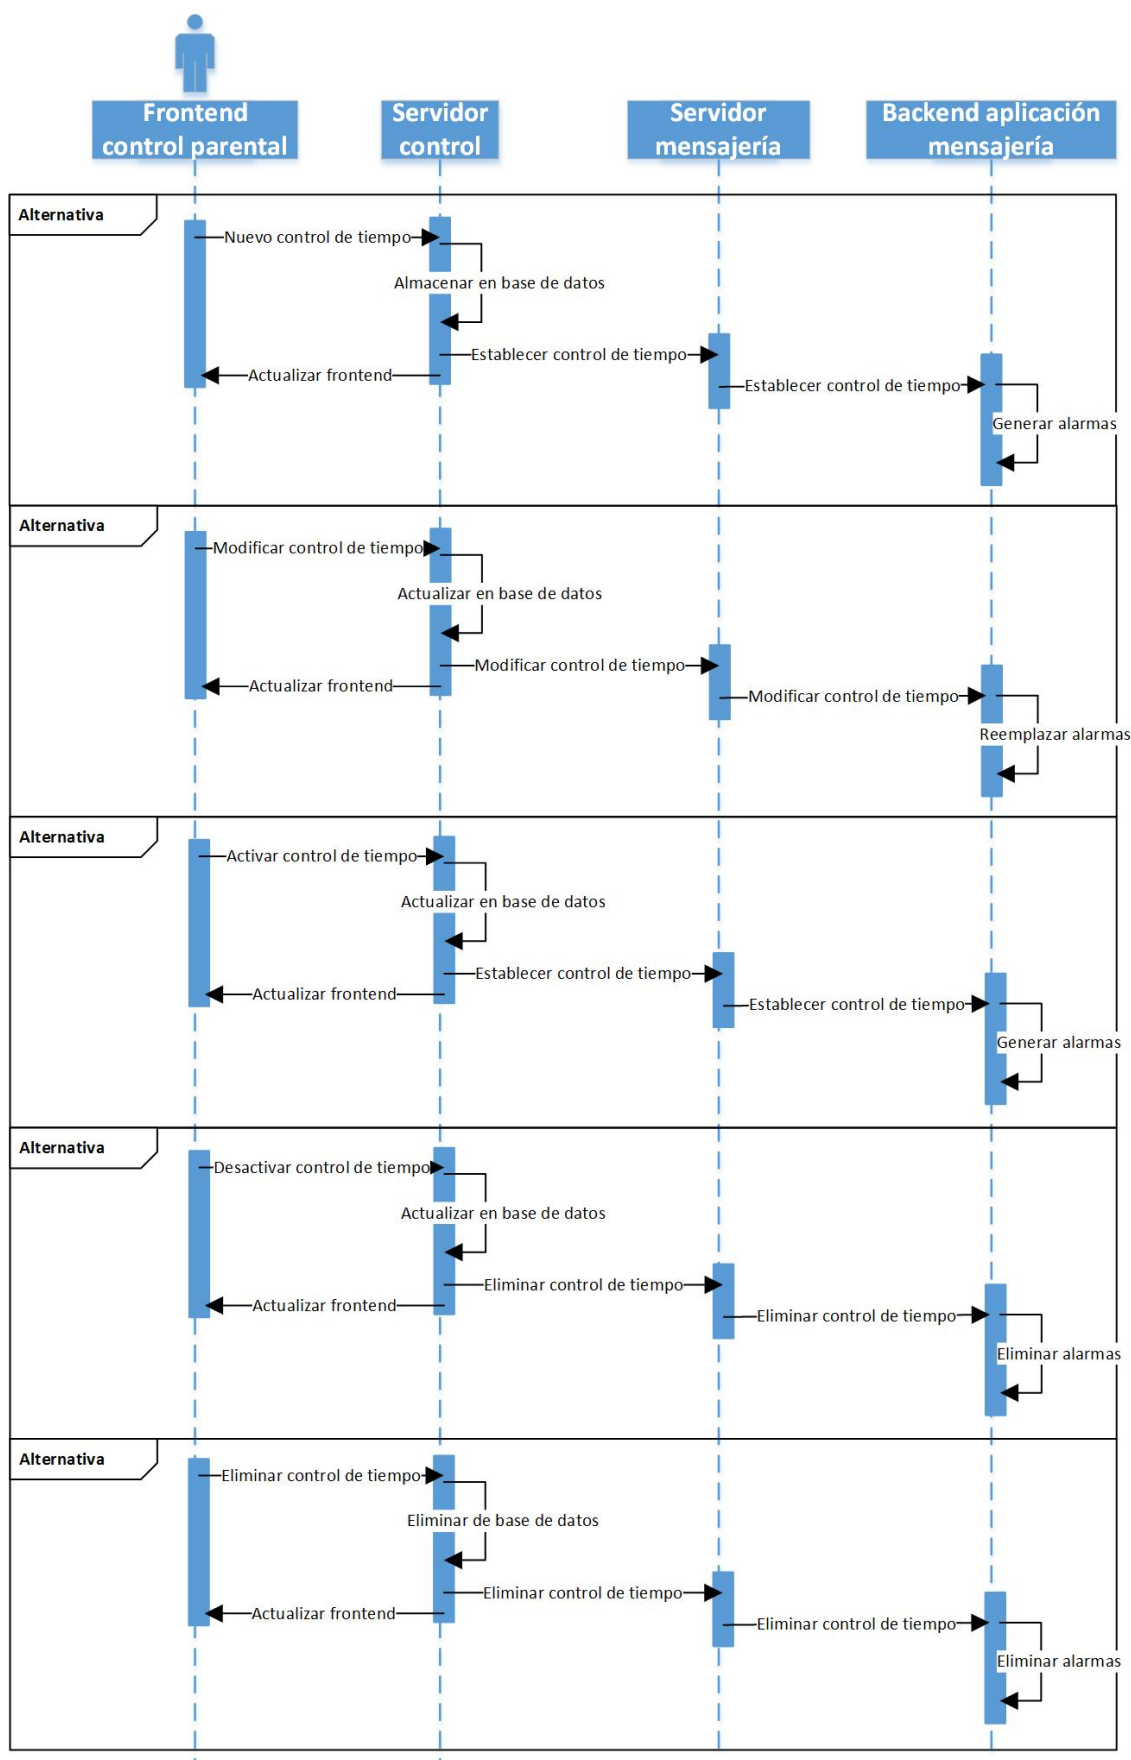 Frontend
control parental
Servidor
control
Servidor
mensajería
Backend aplicación
mensajería
Alternativa
Nuevo control de tiempo
Almacenar en base de datos
Establecer control de tiempo
Actualizar frontend
Establecer control de tiempo
Generar alarmas
Alternativa
Modificar control de tiempo
Actualizar en base de datos
Modificar control de tiempo
Actualizar frontend
Modificar control de tiempo
Reemplazar alarmas
Alternativa
Activar control de tiempo
Actualizar en base de datos
Establecer control de tiempo
Actualizar frontend
Establecer control de tiempo
Generar alarmas
Alternativa
Desactivar control de tiempo
Actualizar en base de datos
Eliminar control de tiempo
Actualizar frontend
Eliminar control de tiempo
Eliminar alarmas
Alternativa
Eliminar control de tiempo
Eliminar de base de datos
Eliminar control de tiempo
Actualizar frontend
Eliminar control de tiempo
Eliminar alarmas